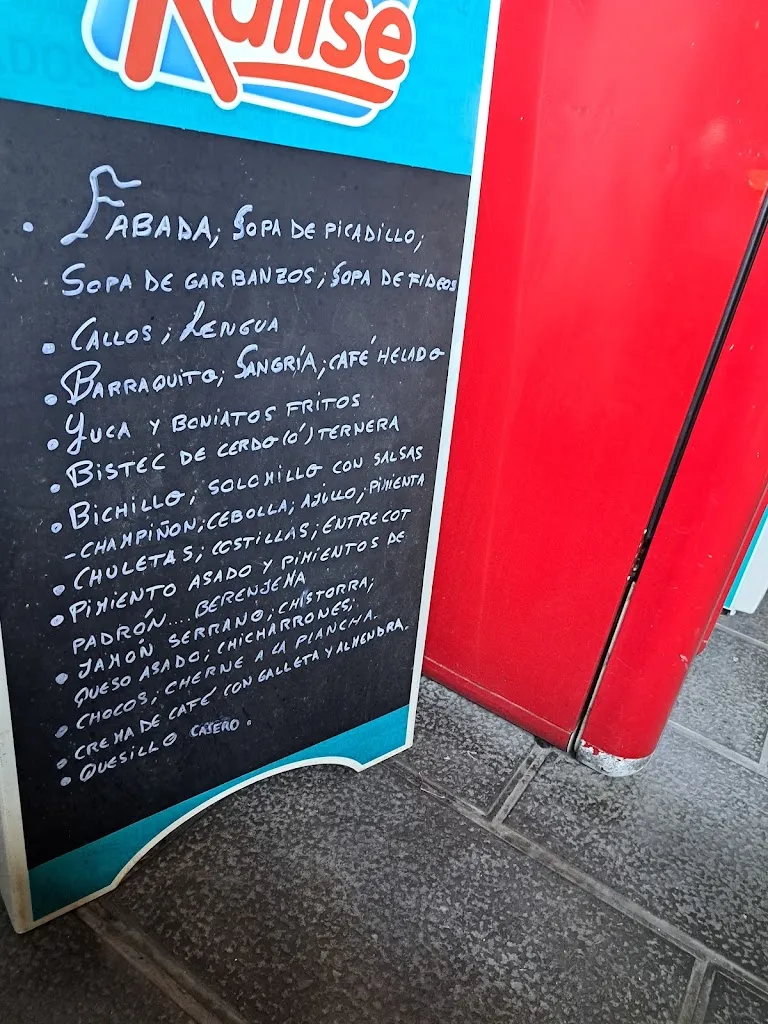 Kalise
• FABADA; SOPA DE PICADILLO;
SOPA DE GARBANZOS; SOPA DE FIDEOS
• CALLOS; LENGUA
• BARRAQUITO; SANGRÍA; CAFÉ HELADO
• YUCA Y BONIATOS FRITOS
• BISTEC DE CERDO (Ó) TERNERA
• BICHILLO; SOLOMILLO CON SALSAS
- CHAMPIÑON; CEBOLLA; AJILLO; PIMIENTA
• CHULETAS; COSTILLAS; ENTRECOT
• PIMIENTO ASADO Y PIMIENTOS DE
PADRÓN.... BERENJENA
• JAMÓN SERRANO; CHISTORRA;
QUESO ASADO; CHICHARRONES;
• CHOCOS; CHERNE A LA PLANCHA.
• CREMA DE CAFÉ CON GALLETA Y ALMENDRA.
• QUESILLO CASERO.